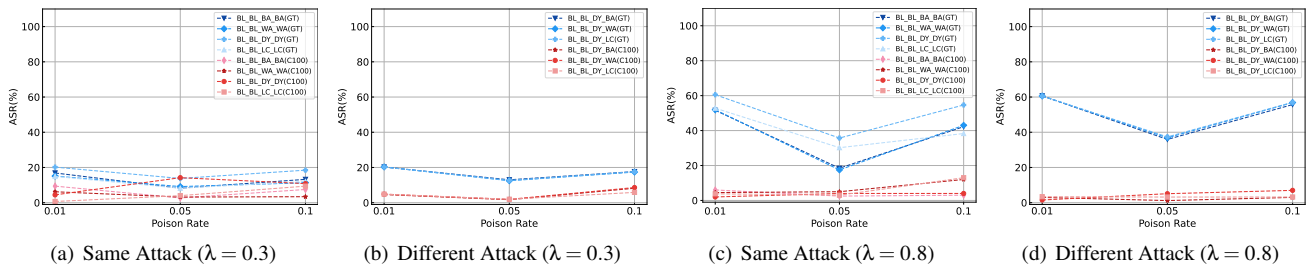 100
80
60
40
20
0
ASR(%)
0.01
0.05
0.1
Poison Rate
BL_BL_BA_BA(GT)
BL_BL_WA_WA(GT)
BL_BL_DY_DY(GT)
BL_BL_LC_LC(GT)
BL_BL_BA_BA(C100)
BL_BL_WA_WA(C100)
BL_BL_DY_DY(C100)
BL_BL_LC_LC(C100)
(a) Same Attack (λ = 0.3)
100
80
60
40
20
0
ASR(%)
0.01
0.05
0.1
Poison Rate
BL_BL_DY_BA(GT)
BL_BL_DY_WA(GT)
BL_BL_DY_LC(GT)
BL_BL_DY_BA(C100)
BL_BL_DY_WA(C100)
BL_BL_DY_LC(C100)
(b) Different Attack (λ = 0.3)
100
80
60
40
20
0
ASR(%)
0.01
0.05
0.1
Poison Rate
BL_BL_BA_BA(GT)
BL_BL_WA_WA(GT)
BL_BL_DY_DY(GT)
BL_BL_LC_LC(GT)
BL_BL_BA_BA(C100)
BL_BL_WA_WA(C100)
BL_BL_DY_DY(C100)
BL_BL_LC_LC(C100)
(c) Same Attack (λ = 0.8)
100
80
60
40
20
0
ASR(%)
0.01
0.05
0.1
Poison Rate
BL_BL_DY_BA(GT)
BL_BL_DY_WA(GT)
BL_BL_DY_LC(GT)
BL_BL_DY_BA(C100)
BL_BL_DY_WA(C100)
BL_BL_DY_LC(C100)
(d) Different Attack (λ = 0.8)